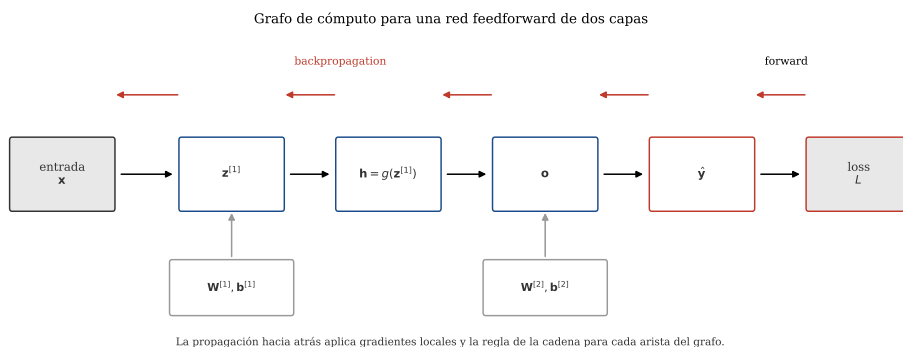 Grafo de cómputo para una red feedforward de dos capas
backpropagation
forward
entrada
x
z^[1]
h = g(z^[1])
o
ŷ
loss
L
W^[1], b^[1]
W^[2], b^[2]
La propagación hacia atrás aplica gradientes locales y la regla de la cadena para cada arista del grafo.